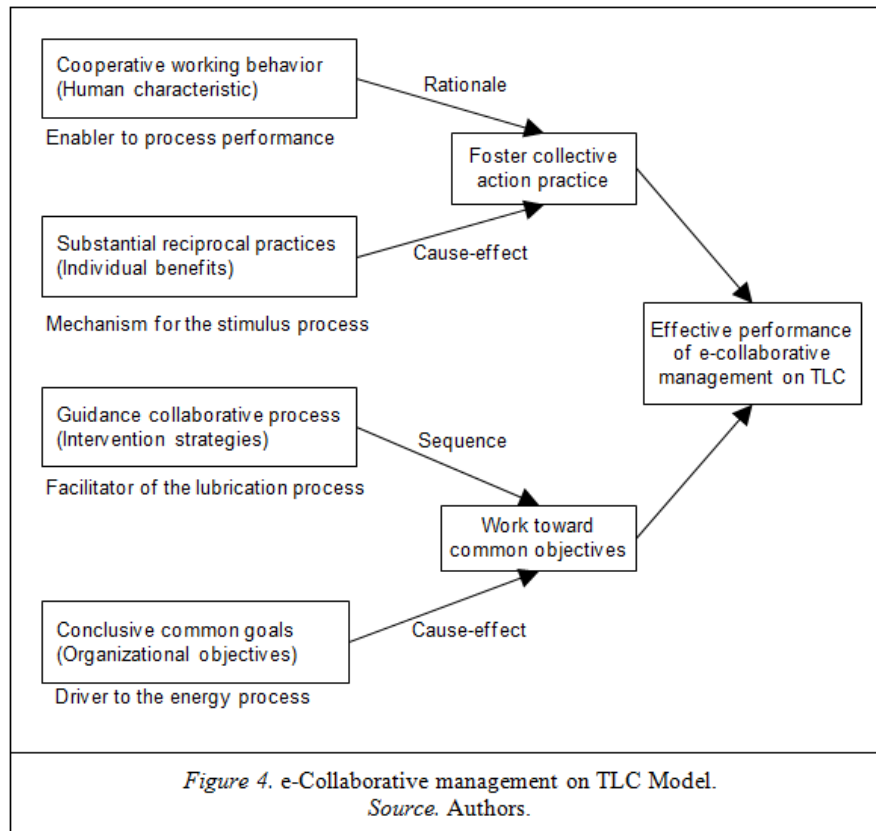 Cooperative working behavior
(Human characteristic)
Enabler to process performance
Rationale
Foster collective
action practice
Substantial reciprocal practices
(Individual benefits)
Cause-effect
Mechanism for the stimulus process
Effective performance
of e-collaborative
management on TLC
Guidance collaborative process
(Intervention strategies)
Sequence
Facilitator of the lubrication process
Work toward
common objectives
Conclusive common goals
(Organizational objectives)
Cause-effect
Driver to the energy process
Figure 4. e-Collaborative management on TLC Model.
Source. Authors.